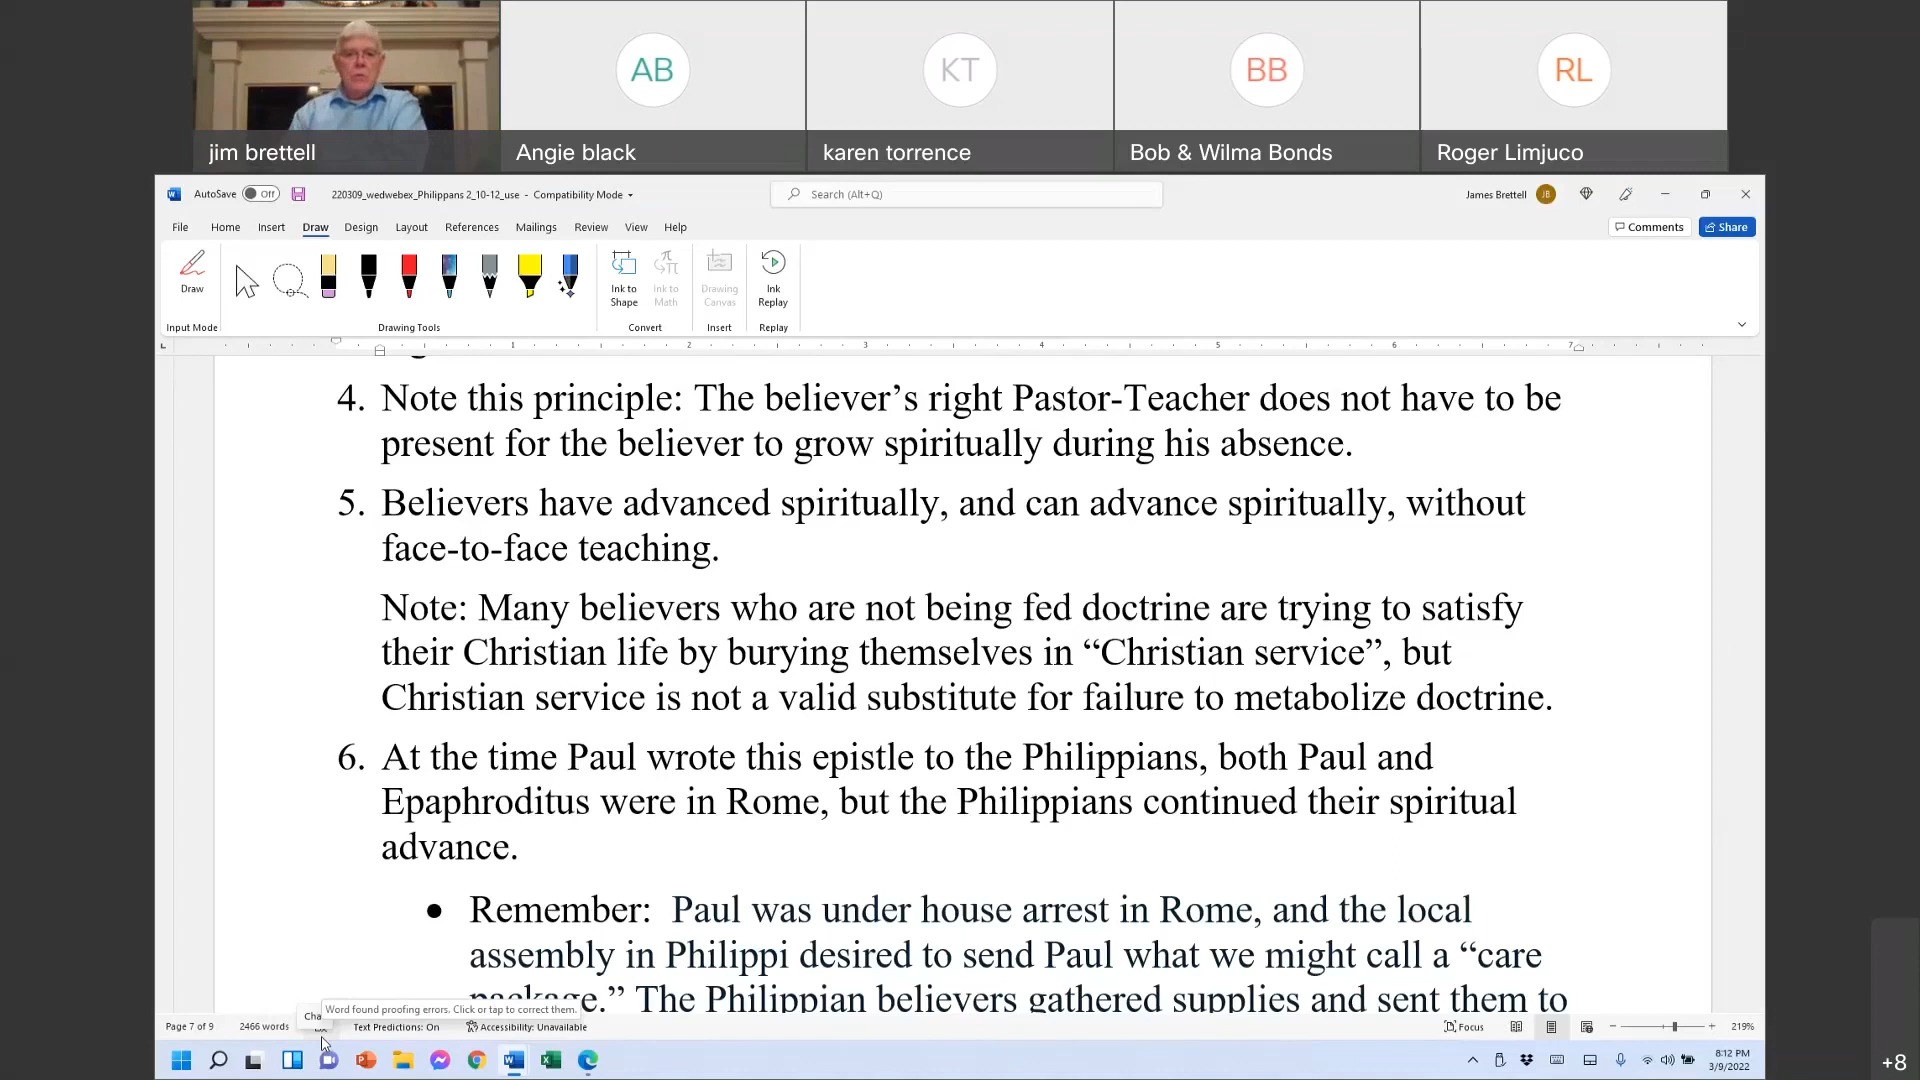 AB
KT
BB
RL
jim brettell
Angie black
karen torrence
Bob & Wilma Bonds
Roger Limjuco
AutoSave Off
220309_wedwebex_Philippans 2_10-12_use - Compatibility Mode
Search (Alt+Q)
James Brettell JB
File Home Insert Draw Design Layout References Mailings Review View Help
Comments Share
Draw
Ink to Shape
Ink to Math
Drawing Canvas
Ink Replay
Input Mode Drawing Tools Convert Insert Replay
1 2 3 4 5 6 7
4. Note this principle: The believer’s right Pastor-Teacher does not have to be
present for the believer to grow spiritually during his absence.
5. Believers have advanced spiritually, and can advance spiritually, without
face-to-face teaching.
Note: Many believers who are not being fed doctrine are trying to satisfy
their Christian life by burying themselves in “Christian service”, but
Christian service is not a valid substitute for failure to metabolize doctrine.
6. At the time Paul wrote this epistle to the Philippians, both Paul and
Epaphroditus were in Rome, but the Philippians continued their spiritual
advance.
● Remember: Paul was under house arrest in Rome, and the local
assembly in Philippi desired to send Paul what we might call a “care
package.” The Philippian believers gathered supplies and sent them to
Word found proofing errors. Click or tap to correct them.
Page 7 of 9 2466 words Text Predictions: On Accessibility: Unavailable Focus 219%
8:12 PM
3/9/2022
+8